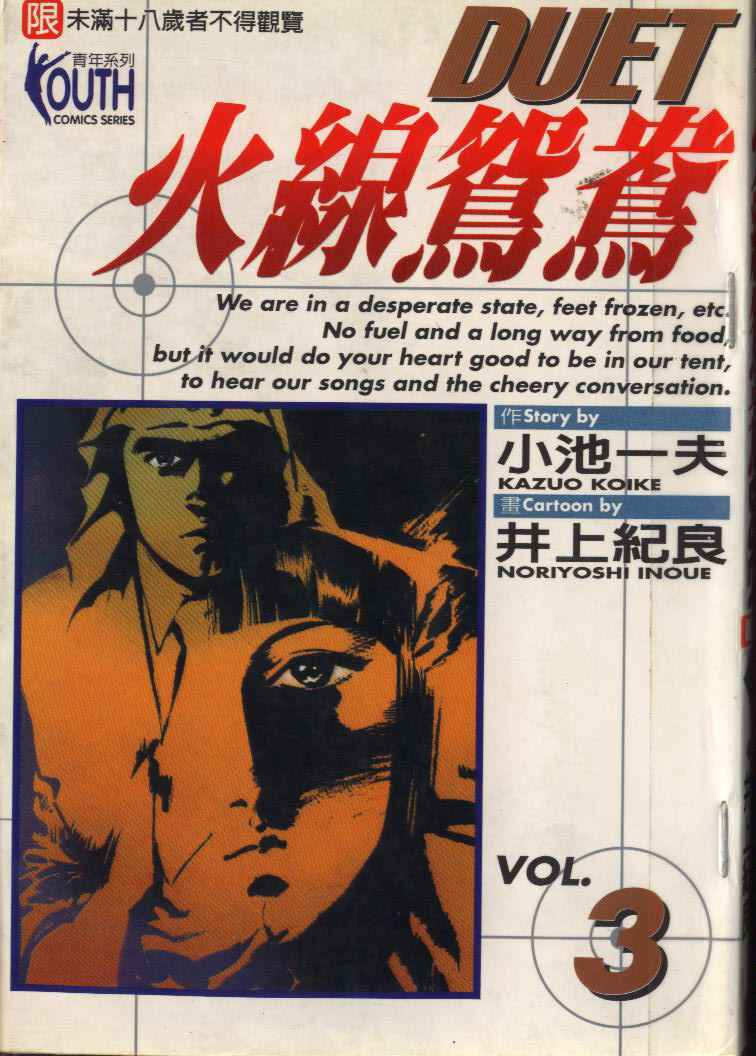 限 未滿十八歲者不得觀覽
青年系列
YOUTH
COMICS SERIES
DUET
火線鴛鴦
We are in a desperate state, feet frozen, etc.
No fuel and a long way from food,
but it would do your heart good to be in our tent,
to hear our songs and the cheery conversation.
作Story by
小池一夫
KAZUO KOIKE
畫Cartoon by
井上紀良
NORIYOSHI INOUE
VOL.
3